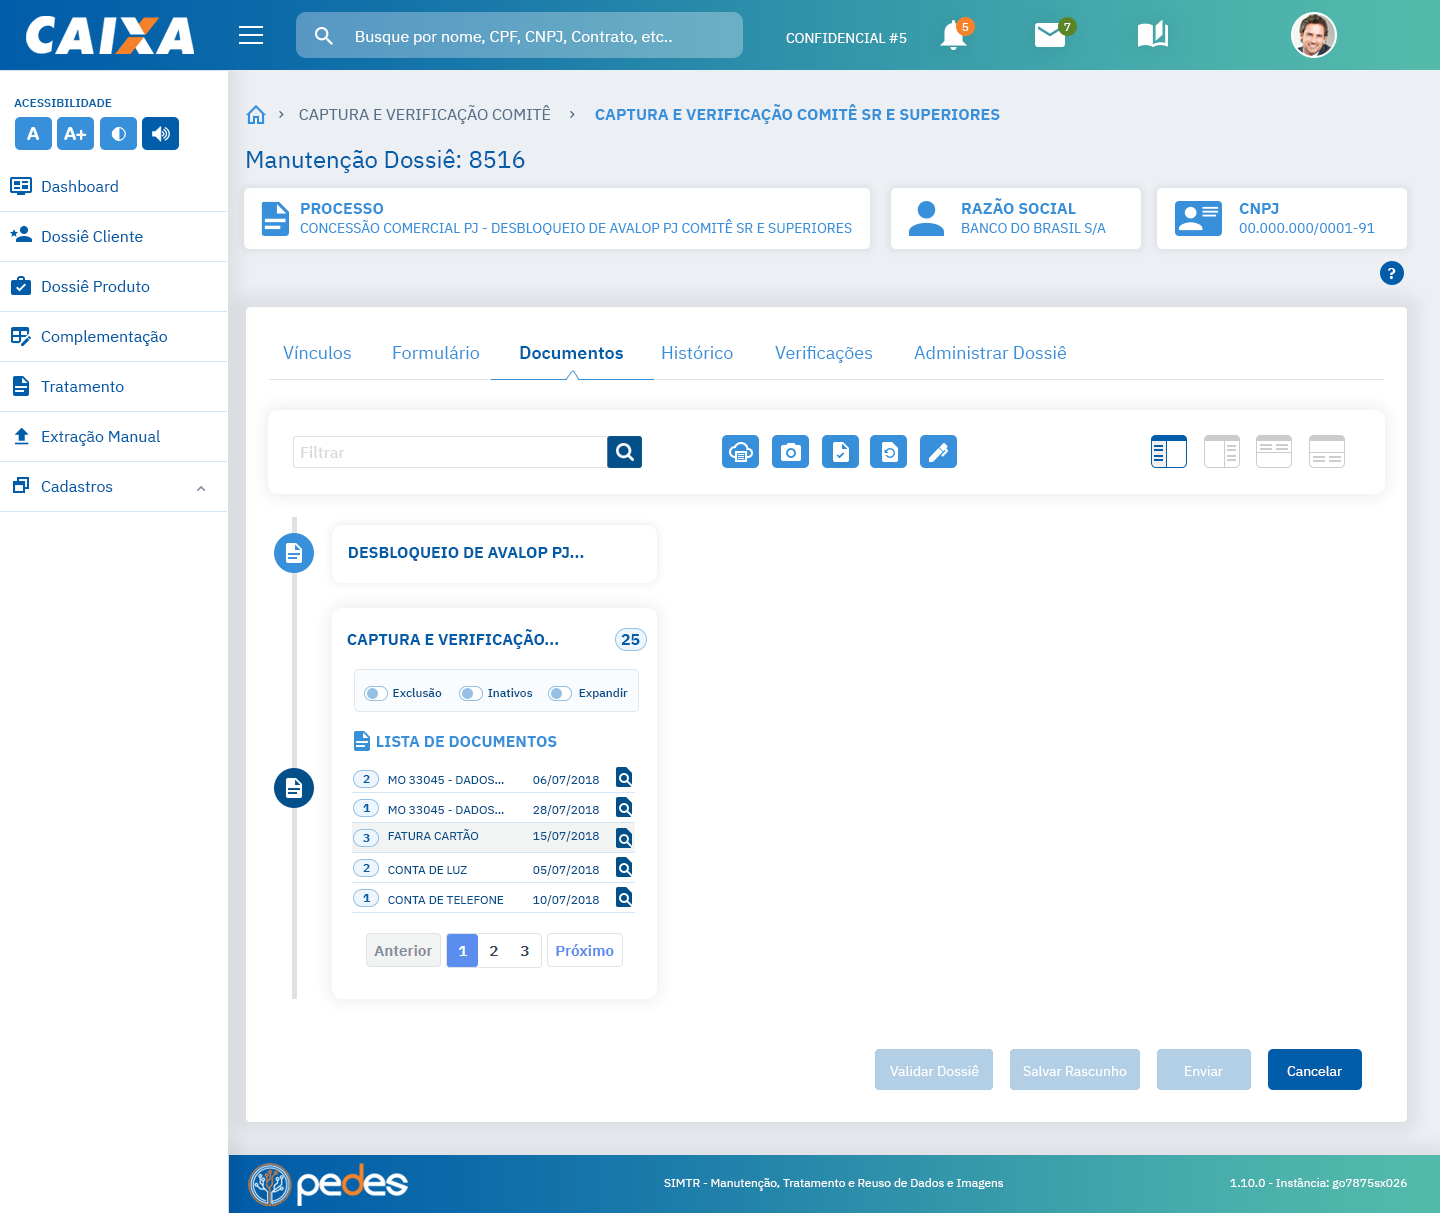 CAIXA
Busque por nome, CPF, CNPJ, Contrato, etc..
CONFIDENCIAL #5
5
7
ACESSIBILIDADE
A
A+
Dashboard
Dossiê Cliente
Dossiê Produto
Complementação
Tratamento
Extração Manual
Cadastros
CAPTURA E VERIFICAÇÃO COMITÊ > CAPTURA E VERIFICAÇÃO COMITÊ SR E SUPERIORES
Manutenção Dossiê: 8516
PROCESSO
CONCESSÃO COMERCIAL PJ - DESBLOQUEIO DE AVALOP PJ COMITÊ SR E SUPERIORES
RAZÃO SOCIAL
BANCO DO BRASIL S/A
CNPJ
00.000.000/0001-91
?
Vínculos
Formulário
Documentos
Histórico
Verificações
Administrar Dossiê
Filtrar
DESBLOQUEIO DE AVALOP PJ...
CAPTURA E VERIFICAÇÃO... 25
Exclusão Inativos Expandir
LISTA DE DOCUMENTOS
2 MO 33045 - DADOS... 06/07/2018
1 MO 33045 - DADOS... 28/07/2018
3 FATURA CARTÃO 15/07/2018
2 CONTA DE LUZ 05/07/2018
1 CONTA DE TELEFONE 10/07/2018
Anterior 1 2 3 Próximo
Validar Dossiê
Salvar Rascunho
Enviar
Cancelar
pedes
SIMTR - Manutenção, Tratamento e Reuso de Dados e Imagens
1.10.0 - Instância: go7875sx026